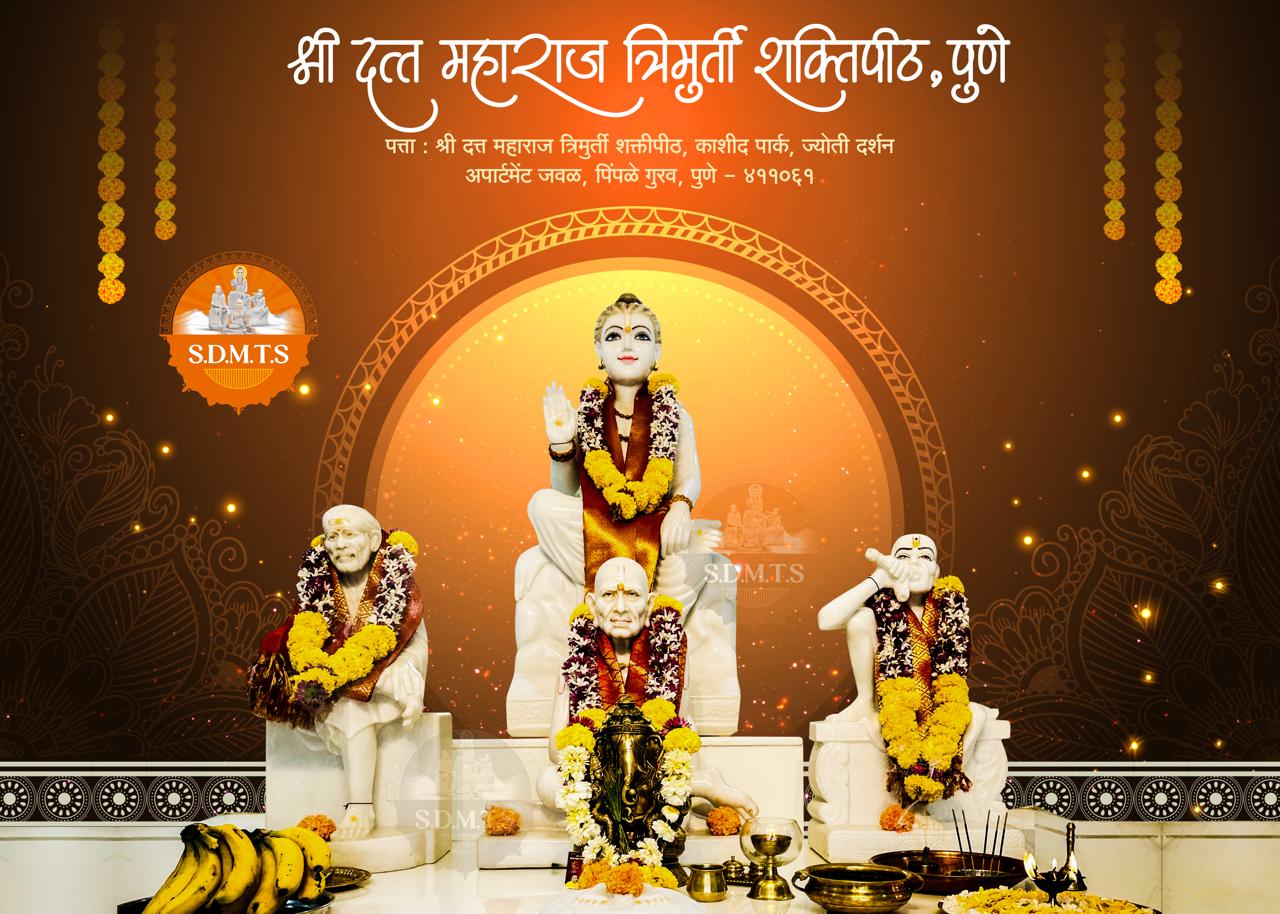 श्री दत्त महाराज त्रिमुर्ती शक्तिपीठ, पुणे
पत्ता : श्री दत्त महाराज त्रिमुर्ती शक्तीपीठ, काशीद पार्क, ज्योती दर्शन
अपार्टमेंट जवळ, पिंपळे गुरव, पुणे – ४११०६१
S.D.M.T.S
S.D.M.T.S
S.D.M.T.S